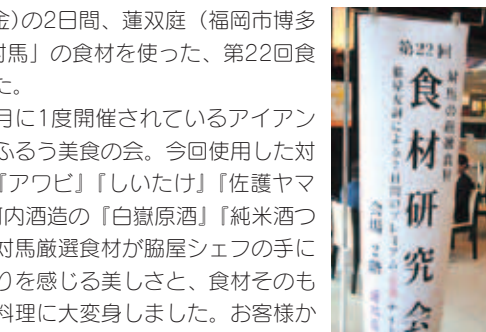 金)の2日間、蓮双庭（福岡市博多
対馬」の食材を使った、第22回食
た。
月に1度開催されているアイアン
ふるう美食の会。今回使用した対
『アワビ』『しいたけ』『佐護ヤマ
河内酒造の『白嶽原酒』『純米酒つ
対馬厳選食材が脇屋シェフの手に
りを感じる美しさと、食材そのも
料理に大変身しました。お客様か
第22回
対馬の厳選食材
食材研究会